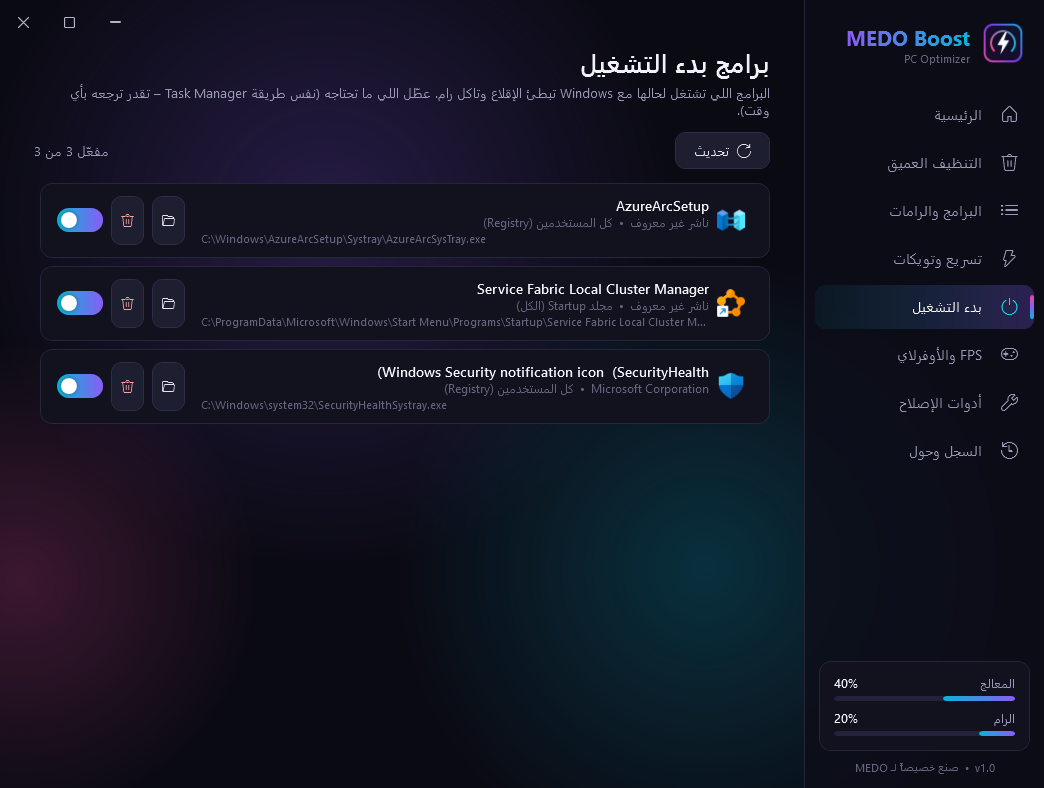 MEDO Boost
PC Optimizer
الرئيسية
التنظيف العميق
البرامج والرامات
تسريع وتويكات
بدء التشغيل
FPS والأوفرلاي
أدوات الإصلاح
السجل وحول
المعالج 40%
الرام 20%
صنع خصيصاً لـ MEDO • v1.0
برامج بدء التشغيل
البرامج اللي تشتغل لحالها مع Windows تبطئ الإقلاع وتاكل رام. عطّل اللي ما تحتاجه (نفس طريقة Task Manager – تقدر ترجعه بأي
وقت).
تحديث
مفعّل 3 من 3
AzureArcSetup
ناشر غير معروف • كل المستخدمين (Registry)
C:\Windows\AzureArcSetup\Systray\AzureArcSysTray.exe
Service Fabric Local Cluster Manager
ناشر غير معروف • مجلد Startup (الكل)
C:\ProgramData\Microsoft\Windows\Start Menu\Programs\Startup\Service Fabric Local Cluster M...
(Windows Security notification icon (SecurityHealth
Microsoft Corporation • كل المستخدمين (Registry)
C:\Windows\system32\SecurityHealthSystray.exe